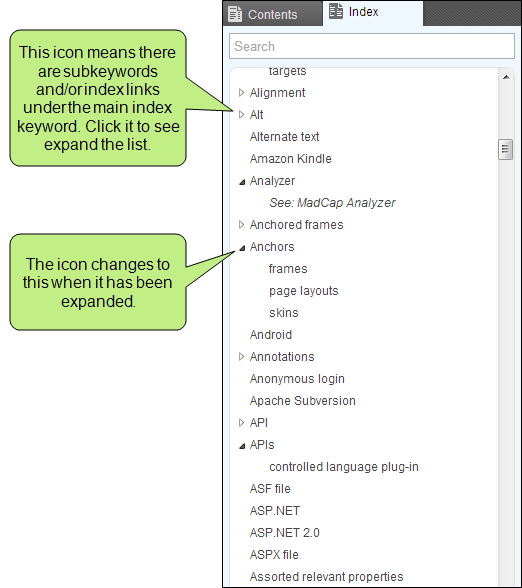 Contents
Index
Search
This icon means there
are subkeywords
and/or index links
under the main index
keyword. Click it to see
expand the list.
targets
Alignment
Alt
Alternate text
Amazon Kindle
Analyzer
See: MadCap Analyzer
Anchored frames
The icon changes to
this when it has been
expanded.
Anchors
frames
page layouts
skins
Android
Annotations
Anonymous login
Apache Subversion
API
APIs
controlled language plug-in
ASF file
ASP.NET
ASP.NET 2.0
ASPX file
Assorted relevant properties